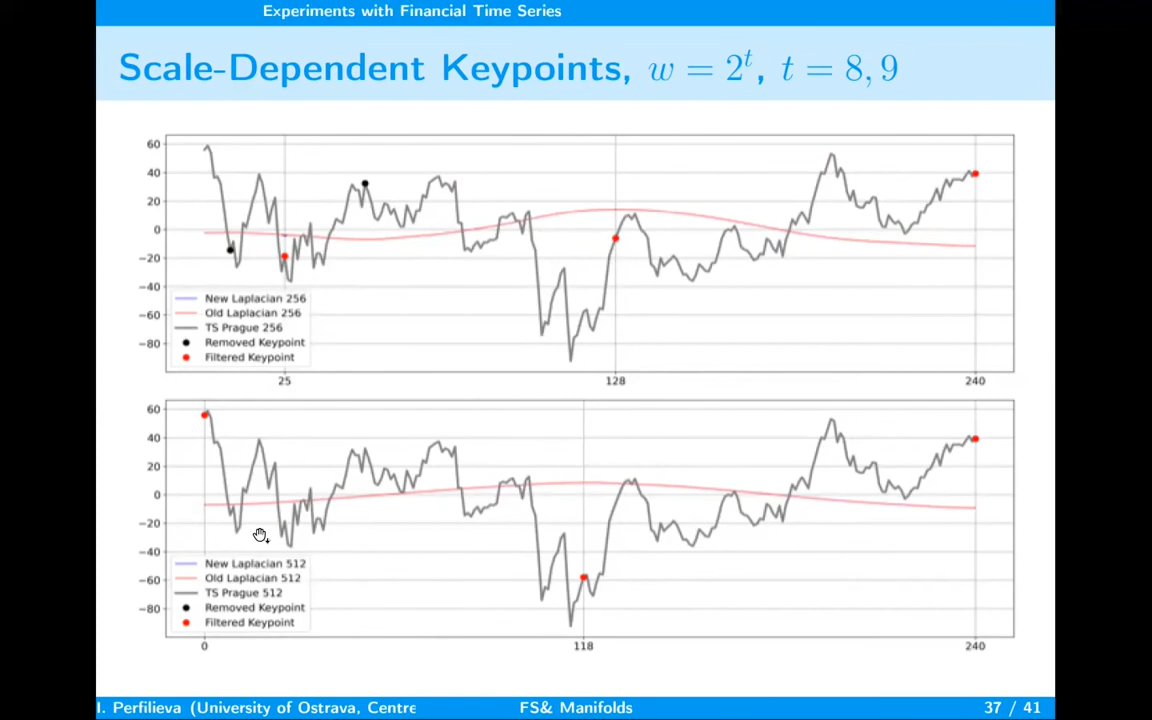 Experiments with Financial Time Series
Scale-Dependent Keypoints, w = 2^t, t = 8, 9
60
40
20
0
−20
−40
−60
−80
New Laplacian 256
Old Laplacian 256
TS Prague 256
Removed Keypoint
Filtered Keypoint
25 128 240
60
40
20
0
−20
−40
−60
−80
New Laplacian 512
Old Laplacian 512
TS Prague 512
Removed Keypoint
Filtered Keypoint
0 118 240
I. Perfilieva (University of Ostrava, Centre FS& Manifolds 37 / 41